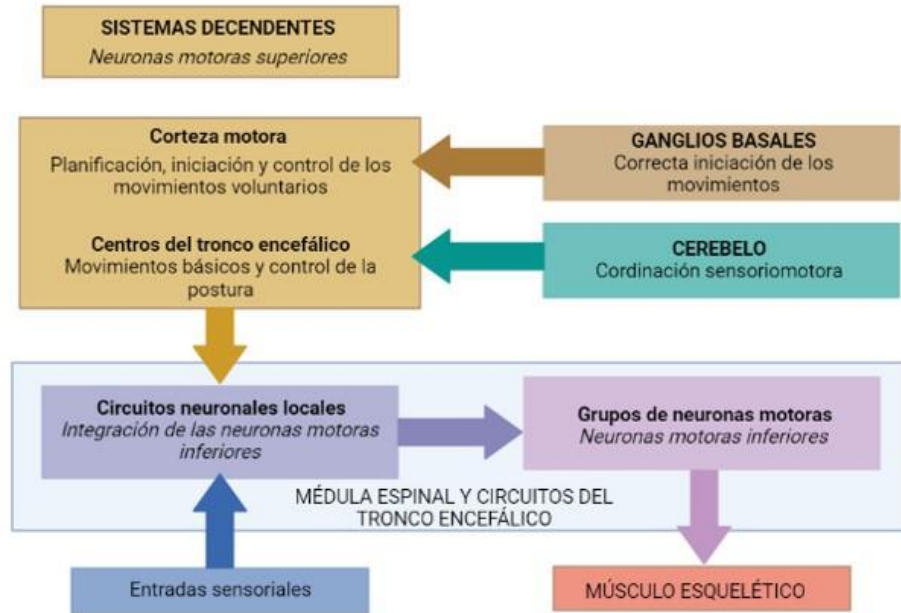 SISTEMAS DECENDENTES
Neuronas motoras superiores
Corteza motora
Planificación, iniciación y control de los
movimientos voluntarios
Centros del tronco encefálico
Movimientos básicos y control de la
postura
GANGLIOS BASALES
Correcta iniciación de los
movimientos
CEREBELO
Cordinación sensoriomotora
Circuitos neuronales locales
Integración de las neuronas motoras
inferiores
Grupos de neuronas motoras
Neuronas motoras inferiores
MÉDULA ESPINAL Y CIRCUITOS DEL
TRONCO ENCEFÁLICO
Entradas sensoriales
MÚSCULO ESQUELÉTICO